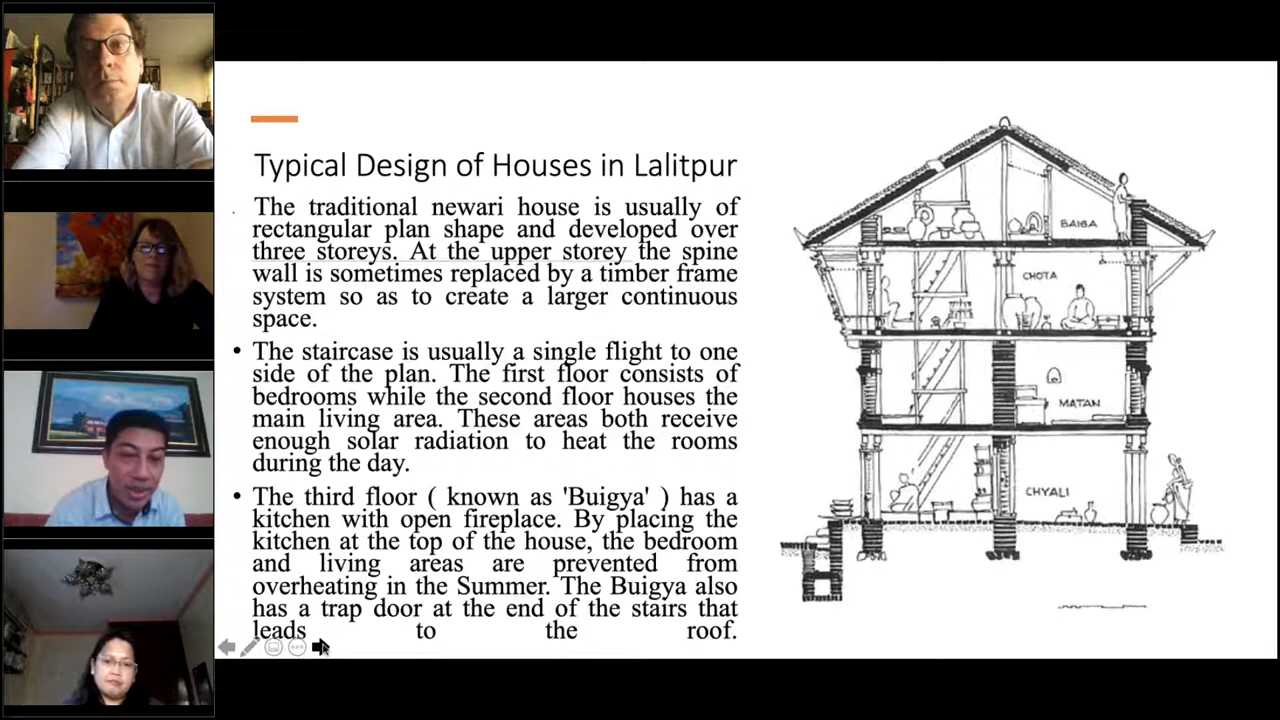 Typical Design of Houses in Lalitpur
The traditional newari house is usually of
rectangular plan shape and developed over
three storeys. At the upper storey the spine
wall is sometimes replaced by a timber frame
system so as to create a larger continuous
space.
• The staircase is usually a single flight to one
side of the plan. The first floor consists of
bedrooms while the second floor houses the
main living area. These areas both receive
enough solar radiation to heat the rooms
during the day.
• The third floor ( known as 'Buigya' ) has a
kitchen with open fireplace. By placing the
kitchen at the top of the house, the bedroom
and living areas are prevented from
overheating in the Summer. The Buigya also
has a trap door at the end of the stairs that
leads to the roof.
BAIGA
CHOTA
MATAN
CHYALI